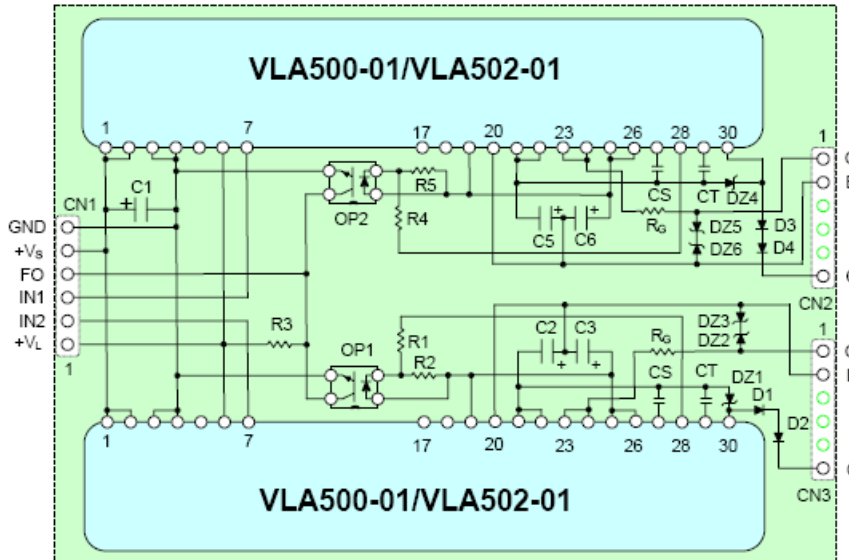 VLA500-01/VLA502-01
1 7 17 20 23 26 28 30 1
CN1 C1 R5 CS CT DZ4
OP2 R4 C5 C6 RG DZ5 D3
GND DZ6 D4
+VS
FO
IN1 CN2
IN2 R3 R1 C2 C3 RG DZ3 1
+VL OP1 R2 DZ2
1 CS CT DZ1 D1
D2
1 7 17 20 23 26 28 30
CN3
VLA500-01/VLA502-01